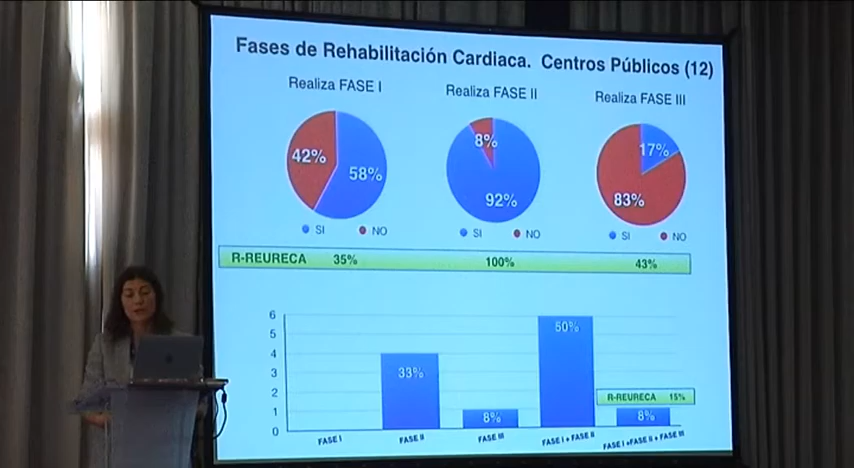 Fases de Rehabilitación Cardiaca. Centros Públicos (12)
Realiza FASE I
Realiza FASE II
Realiza FASE III
42%
58%
8%
92%
17%
83%
SI NO
SI NO
SI NO
R-REURECA 35% 100% 43%
6
5
4
3
2
1
0
33%
8%
50%
8%
R-REURECA 15%
FASE I
FASE II
FASE III
FASE I + FASE II
FASE I +FASE II + FASE III